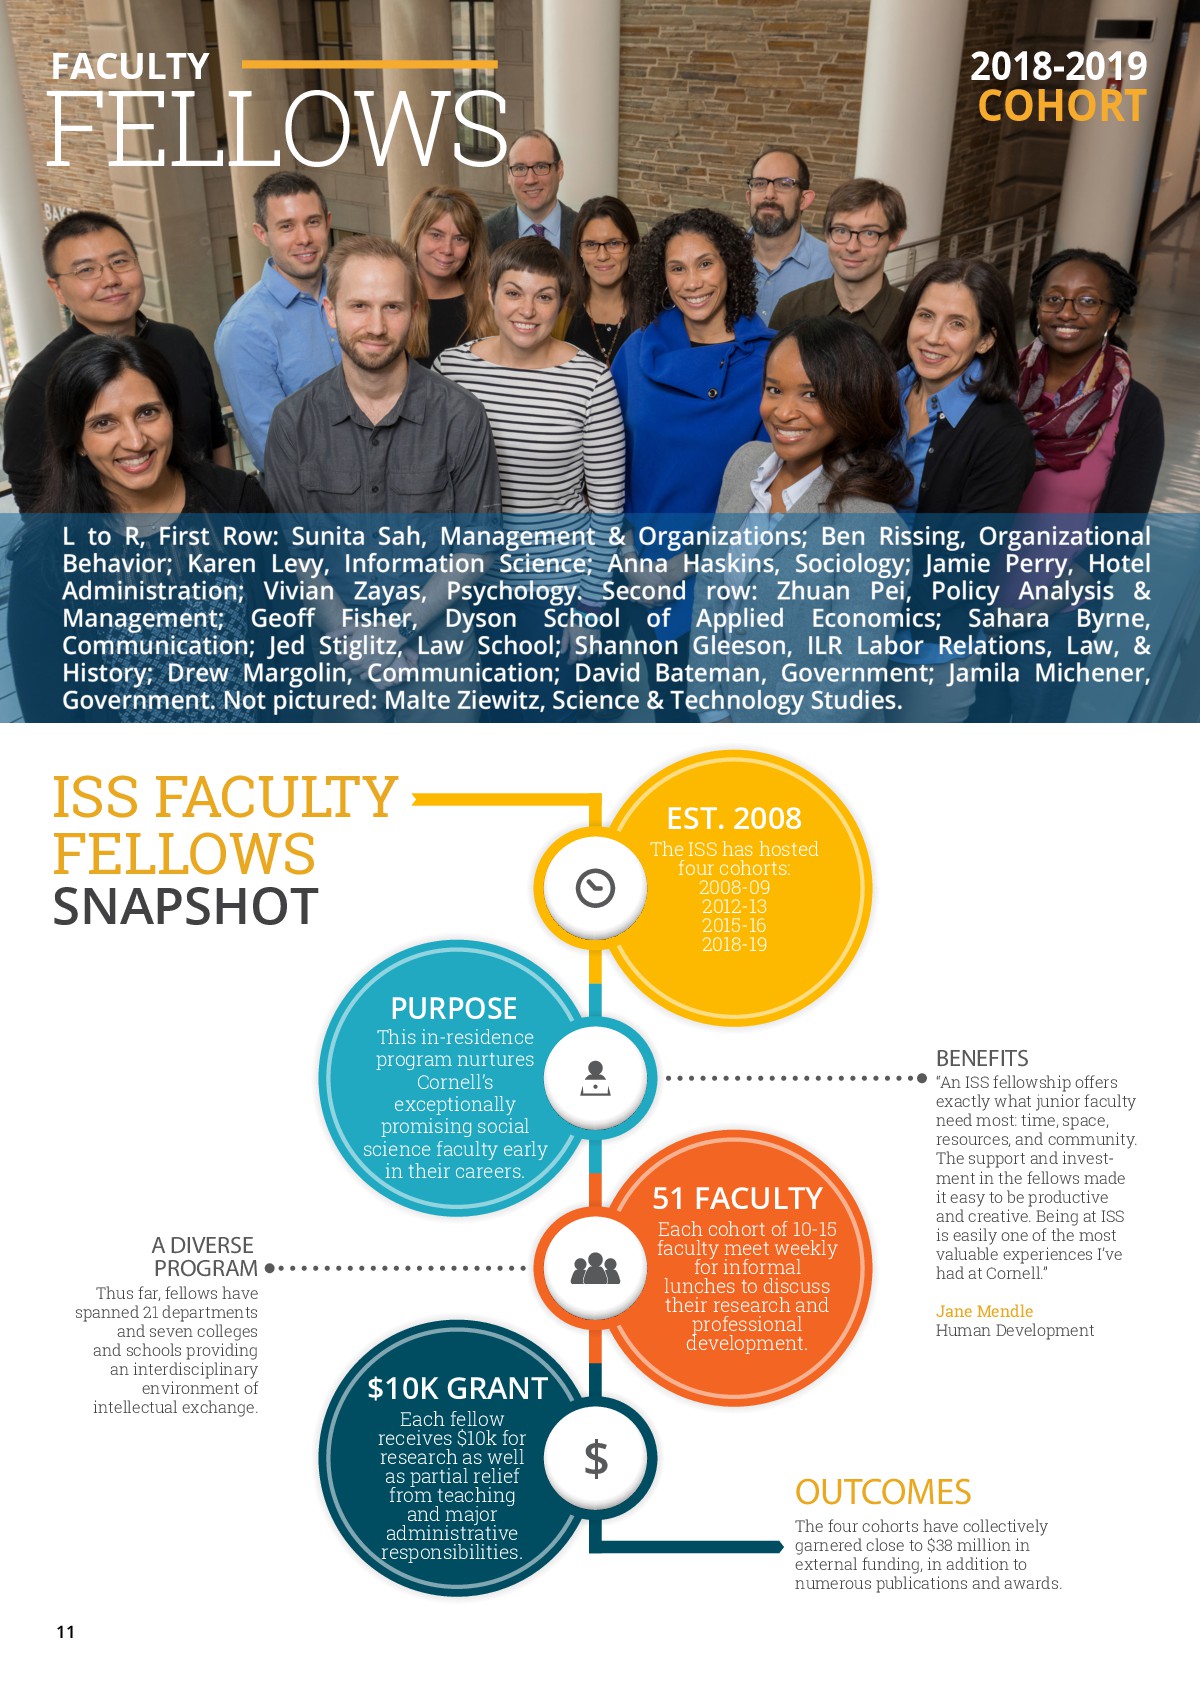 FACULTY
FELLOWS
2018-2019
COHORT
L to R, First Row: Sunita Sah, Management & Organizations; Ben Rissing, Organizational
Behavior; Karen Levy, Information Science; Anna Haskins, Sociology; Jamie Perry, Hotel
Administration; Vivian Zayas, Psychology. Second row: Zhuan Pei, Policy Analysis &
Management; Geoff Fisher, Dyson School of Applied Economics; Sahara Byrne,
Communication; Jed Stiglitz, Law School; Shannon Gleeson, ILR Labor Relations, Law, &
History; Drew Margolin, Communication; David Bateman, Government; Jamila Michener,
Government. Not pictured: Malte Ziewitz, Science & Technology Studies.
ISS FACULTY
FELLOWS
SNAPSHOT
EST. 2008
The ISS has hosted
four cohorts:
2008-09
2012-13
2015-16
2018-19
PURPOSE
This in-residence
program nurtures
Cornell's
exceptionally
promising social
science faculty early
in their careers.
BENEFITS
"An ISS fellowship offers
exactly what junior faculty
need most: time, space,
resources, and community.
The support and invest-
ment in the fellows made
it easy to be productive
and creative. Being at ISS
is easily one of the most
valuable experiences I've
had at Cornell."
Jane Mendle
Human Development
51 FACULTY
Each cohort of 10-15
faculty meet weekly
for informal
lunches to discuss
their research and
professional
development.
A DIVERSE
PROGRAM
Thus far, fellows have
spanned 21 departments
and seven colleges
and schools providing
an interdisciplinary
environment of
intellectual exchange.
$10K GRANT
Each fellow
receives $10k for
research as well
as partial relief
from teaching
and major
administrative
responsibilities.
$
OUTCOMES
The four cohorts have collectively
garnered close to $38 million in
external funding, in addition to
numerous publications and awards.
11